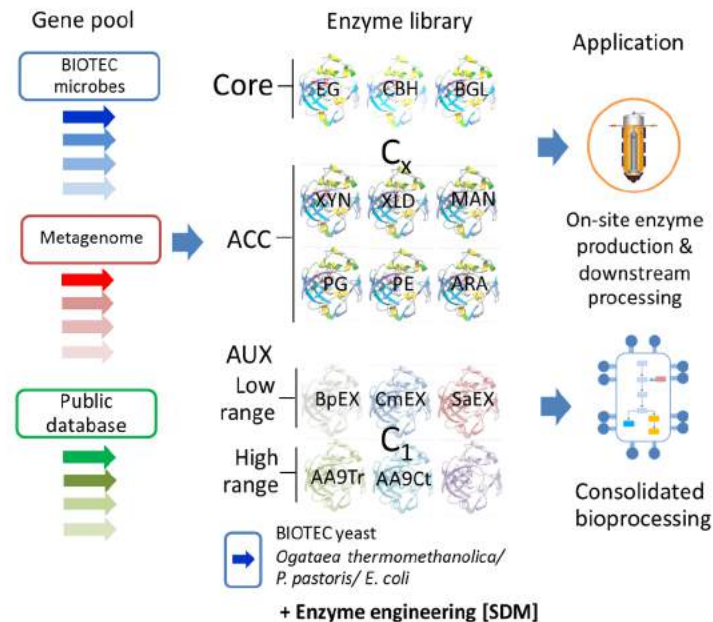 Gene pool
Enzyme library
Application
BIOTEC
microbes
Metagenome
Public
database
Core
EG
CBH
BGL
Cx
ACC
XYN
XLD
MAN
PG
PE
ARA
AUX
Low
range
BpEX
CmEX
SaEX
C1
High
range
AA9Tr
AA9Ct
BIOTEC yeast
Ogataea thermomethanolica/
P. pastoris/ E. coli
+ Enzyme engineering [SDM]
On-site enzyme
production &
downstream
processing
Consolidated
bioprocessing